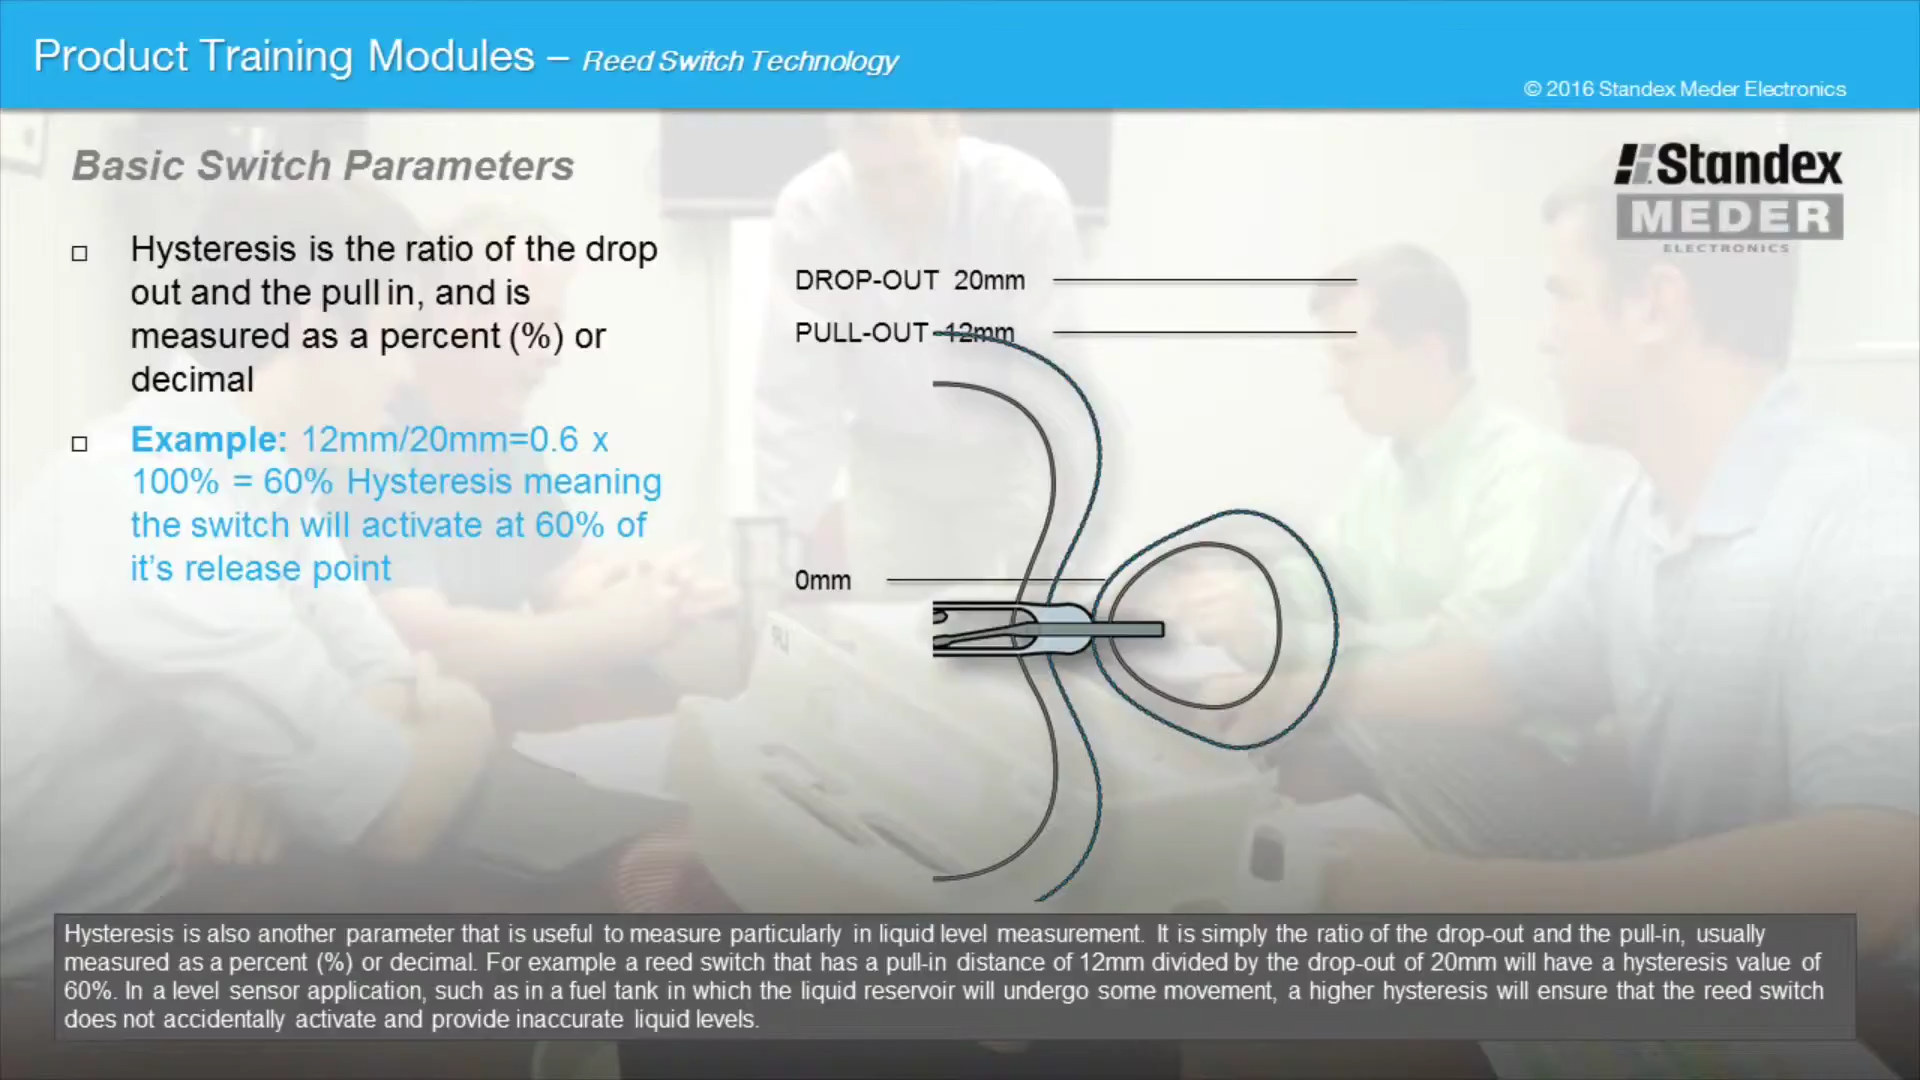 Product Training Modules – Reed Switch Technology
© 2016 Standex Meder Electronics
Basic Switch Parameters
Standex
MEDER
ELECTRONICS
□ Hysteresis is the ratio of the drop
out and the pull in, and is
measured as a percent (%) or
decimal
□ Example: 12mm/20mm=0.6 x
100% = 60% Hysteresis meaning
the switch will activate at 60% of
it's release point
DROP-OUT 20mm
PULL-OUT 12mm
0mm
Hysteresis is also another parameter that is useful to measure particularly in liquid level measurement. It is simply the ratio of the drop-out and the pull-in, usually
measured as a percent (%) or decimal. For example a reed switch that has a pull-in distance of 12mm divided by the drop-out of 20mm will have a hysteresis value of
60%. In a level sensor application, such as in a fuel tank in which the liquid reservoir will undergo some movement, a higher hysteresis will ensure that the reed switch
does not accidentally activate and provide inaccurate liquid levels.